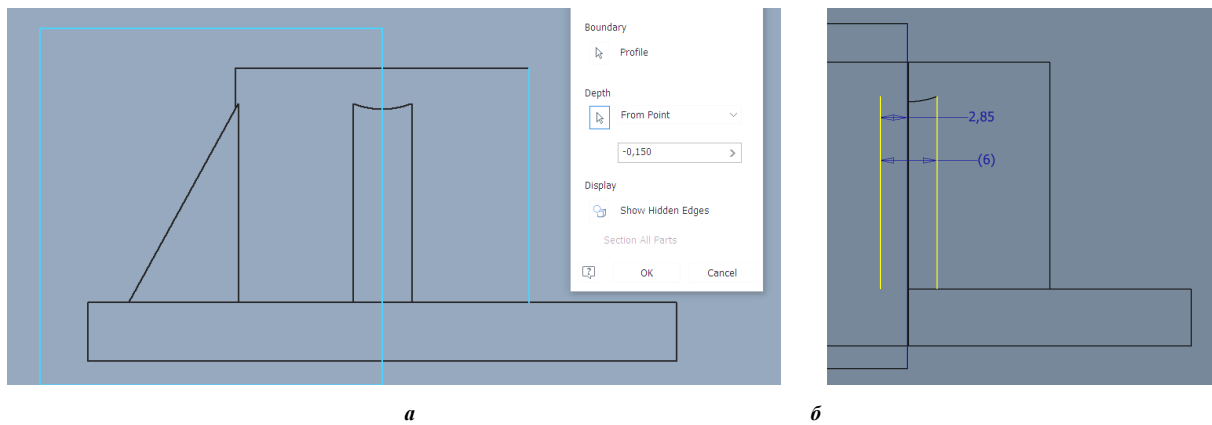 Boundary
Profile
Depth
From Point
-0,150
Display
Show Hidden Edges
Section All Parts
OK
Cancel
2,85
(6)
а
б